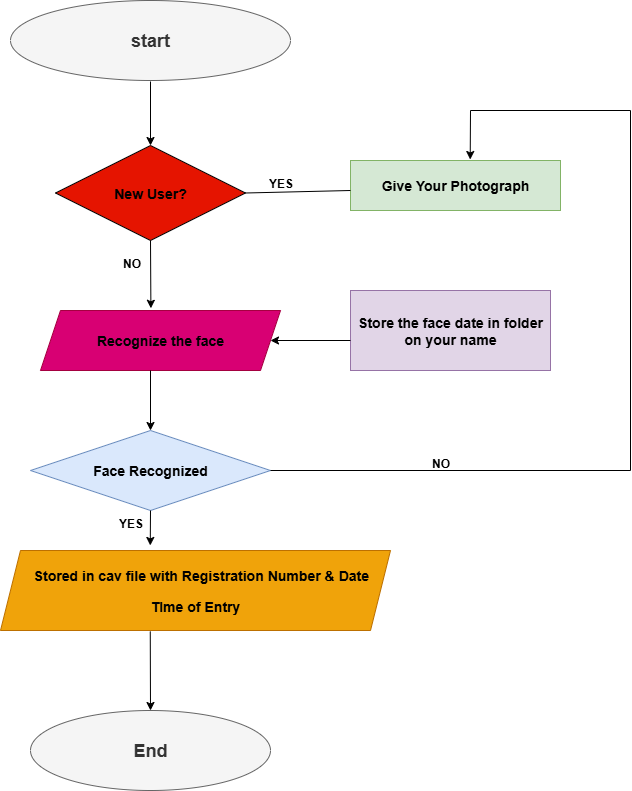 start
New User?
YES
Give Your Photograph
NO
Recognize the face
Store the face date in folder
on your name
Face Recognized
NO
YES
Stored in cav file with Registration Number & Date
TIme of Entry
End